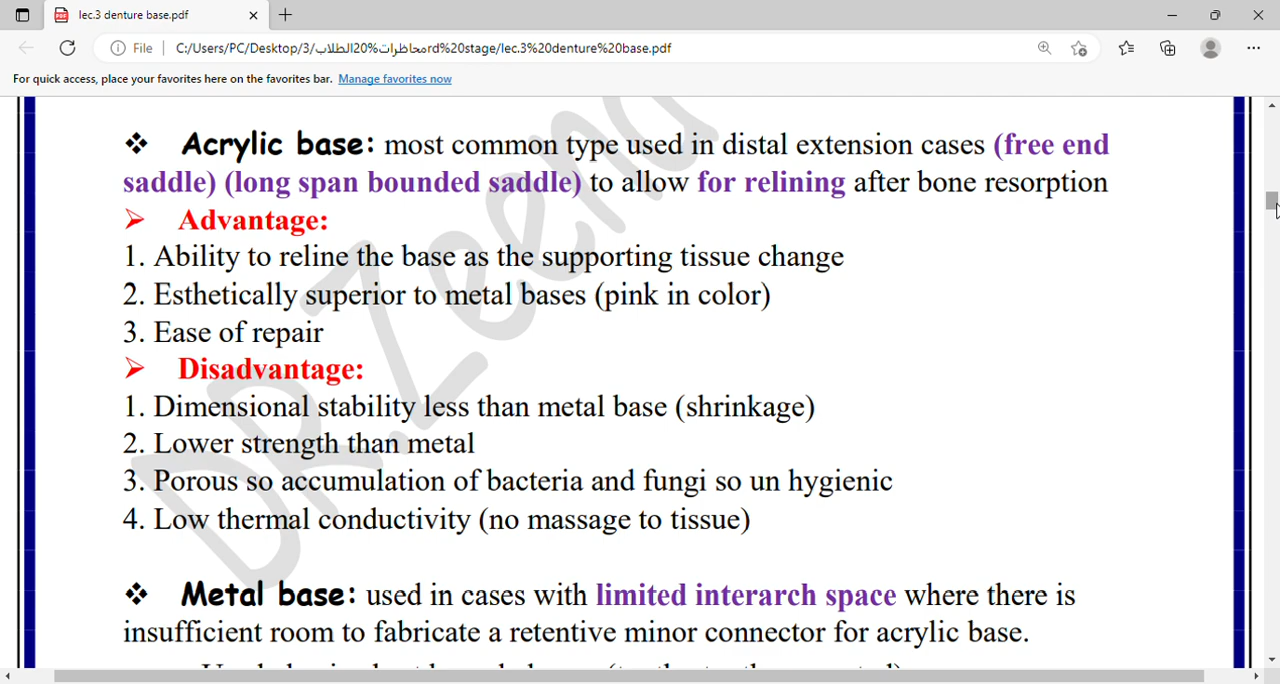 lec.3 denture base.pdf
File C:/Users/PC/Desktop/3/محاظرات%20الطلاب/rd%20stage/lec.3%20denture%20base.pdf
For quick access, place your favorites here on the favorites bar. Manage favorites now
❖ Acrylic base: most common type used in distal extension cases (free end
saddle) (long span bounded saddle) to allow for relining after bone resorption
➢ Advantage:
1. Ability to reline the base as the supporting tissue change
2. Esthetically superior to metal bases (pink in color)
3. Ease of repair
➢ Disadvantage:
1. Dimensional stability less than metal base (shrinkage)
2. Lower strength than metal
3. Porous so accumulation of bacteria and fungi so un hygienic
4. Low thermal conductivity (no massage to tissue)
❖ Metal base: used in cases with limited interarch space where there is
insufficient room to fabricate a retentive minor connector for acrylic base.
DR.Zeena